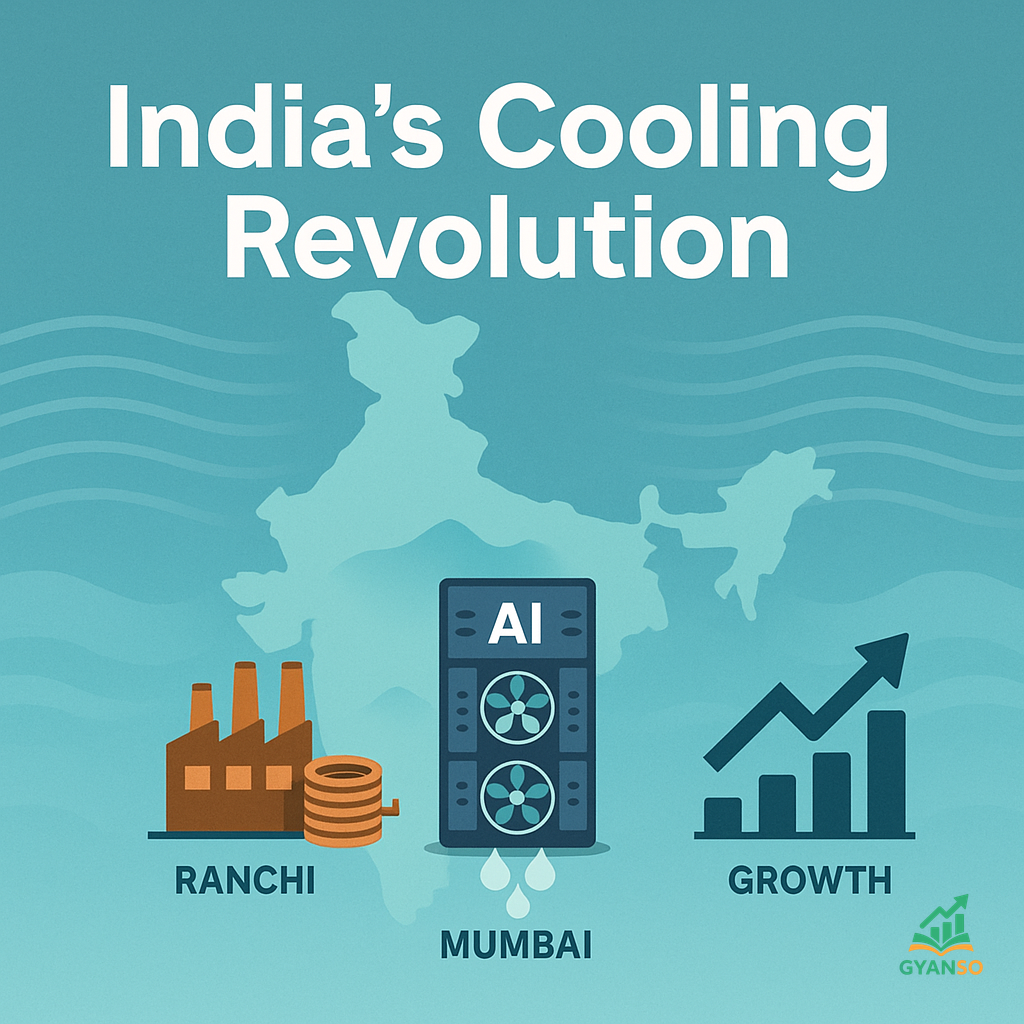 India's Cooling
Revolution
AI
RANCHI
MUMBAI
GROWTH
GYANSO